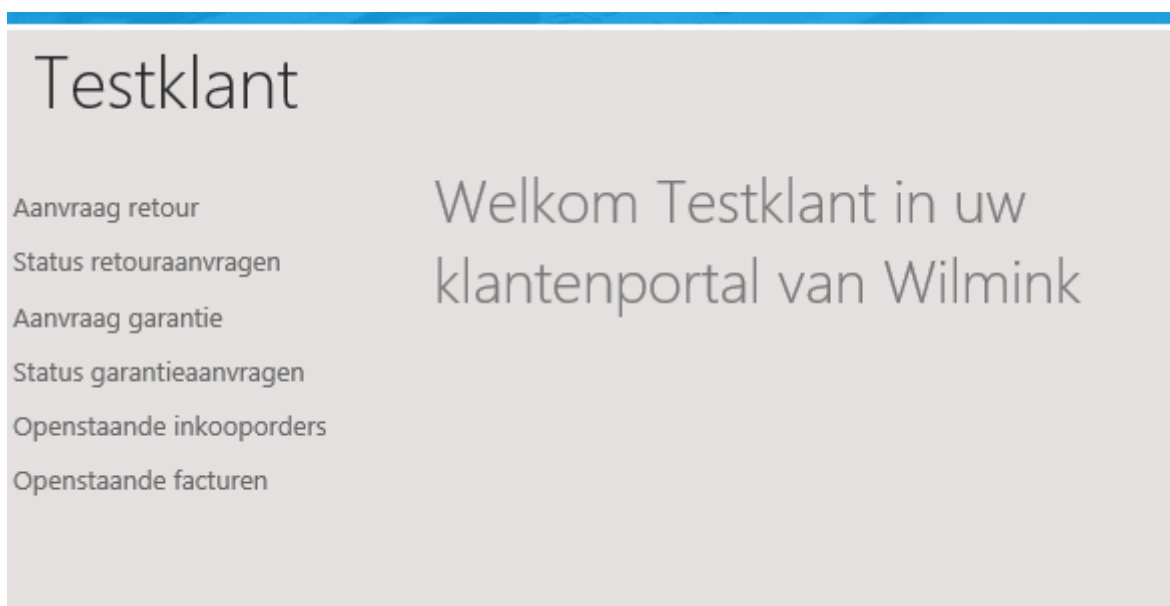 Testklant
Aanvraag retour
Status retouraanvragen
Aanvraag garantie
Status garantieaanvragen
Openstaande inkooporders
Openstaande facturen
Welkom Testklant in uw
klantenportal van Wilmink